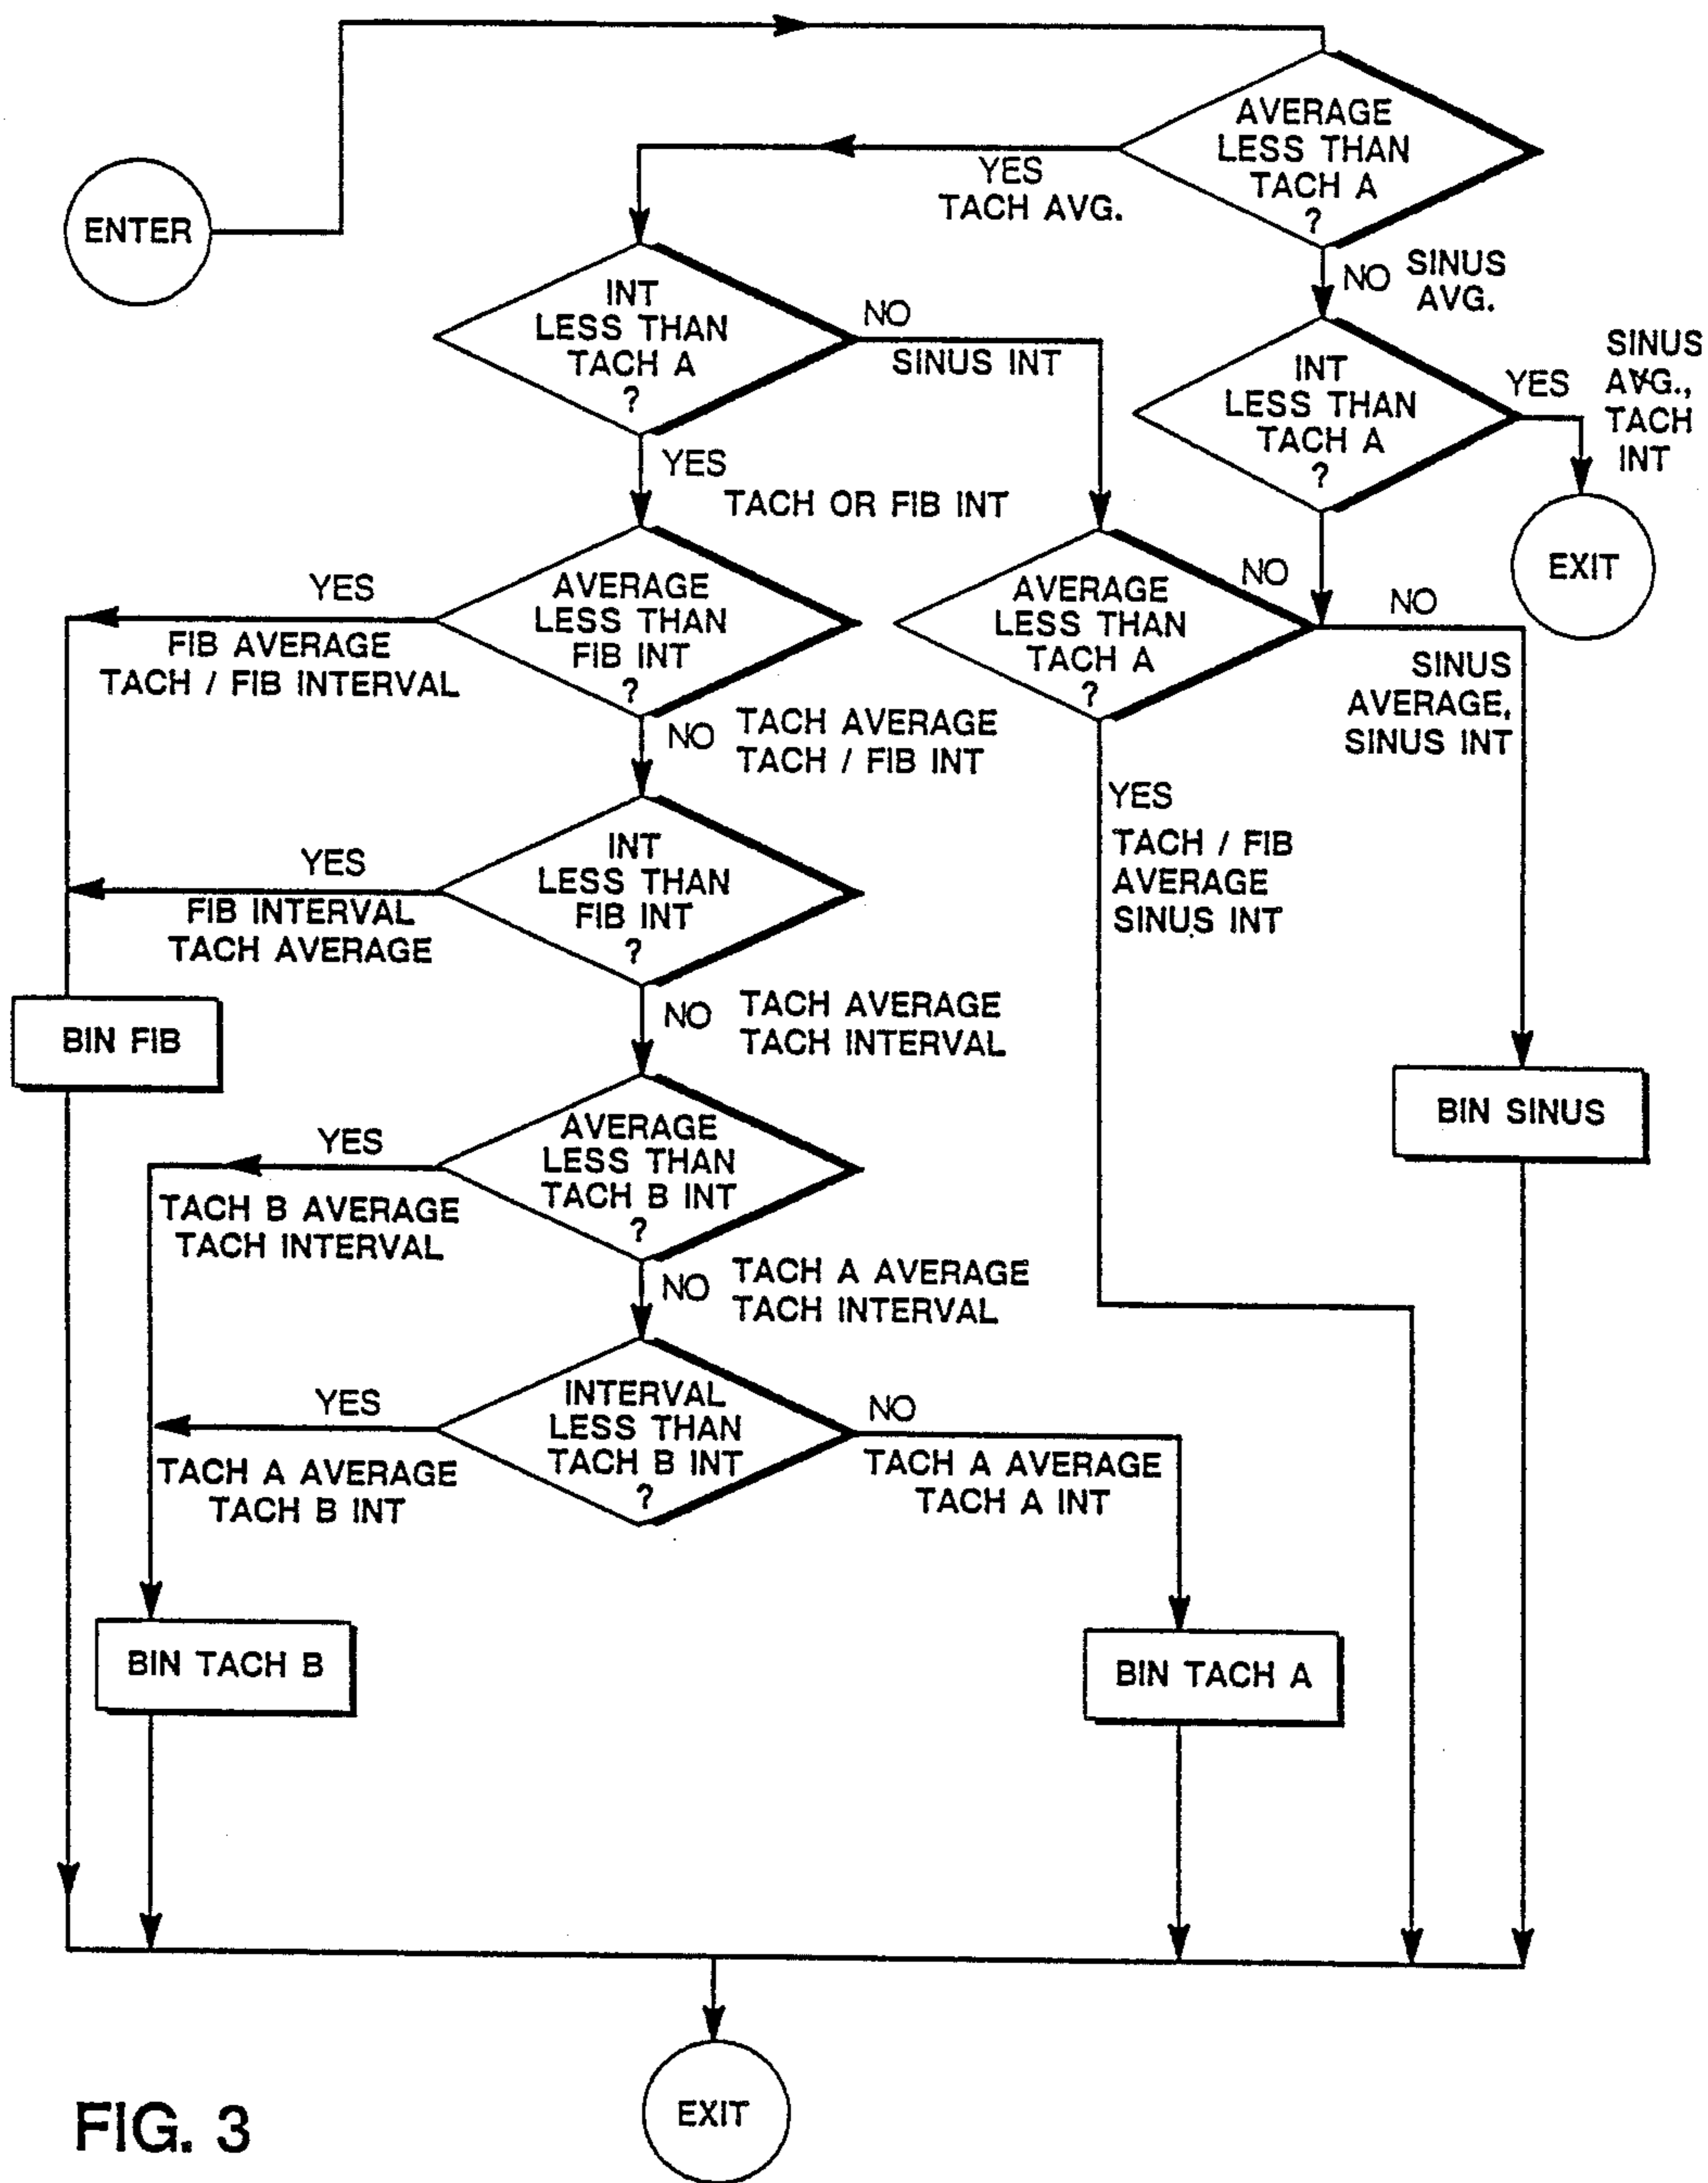 ENTER
AVERAGE
LESS THAN
TACH A
?
YES
TACH AVG.
NO
SINUS
AVG.
INT
LESS THAN
TACH A
?
NO
SINUS INT
YES
TACH OR FIB INT
INT
LESS THAN
TACH A
?
YES
SINUS
AVG.,
TACH
INT
EXIT
NO
AVERAGE
LESS THAN
FIB INT
?
YES
FIB AVERAGE
TACH / FIB INTERVAL
NO
TACH AVERAGE
TACH / FIB INT
AVERAGE
LESS THAN
TACH A
?
NO
SINUS
AVERAGE,
SINUS INT
YES
TACH / FIB
AVERAGE
SINUS INT
INT
LESS THAN
FIB INT
?
YES
FIB INTERVAL
TACH AVERAGE
NO
TACH AVERAGE
TACH INTERVAL
BIN FIB
BIN SINUS
AVERAGE
LESS THAN
TACH B INT
?
YES
TACH B AVERAGE
TACH INTERVAL
NO
TACH A AVERAGE
TACH INTERVAL
INTERVAL
LESS THAN
TACH B INT
?
YES
TACH A AVERAGE
TACH B INT
NO
TACH A AVERAGE
TACH A INT
BIN TACH B
BIN TACH A
EXIT
FIG. 3